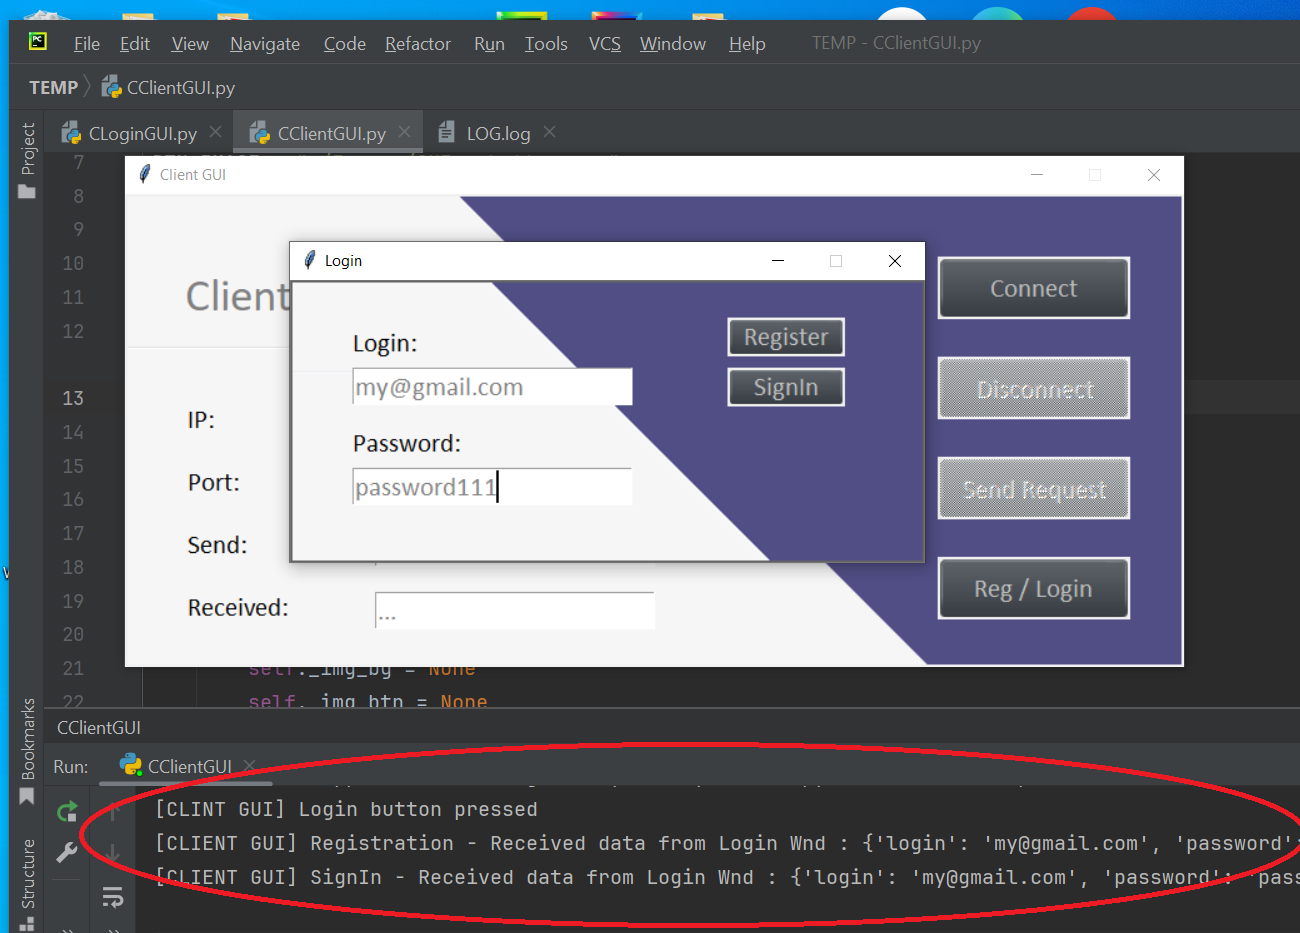 PC
File Edit View Navigate Code Refactor Run Tools VCS Window Help TEMP - CClientGUI.py
TEMP CClientGUI.py
CLoginGUI.py CClientGUI.py LOG.log
Project
7
8
9
10
11
12
13
14
15
16
17
18
19
20
21 self._img_bg = None
22 self._img_btn = None
Client GUI
Client
IP:
Port:
Send:
Received:
...
Connect
Disconnect
Send Request
Reg / Login
Login
Login:
my@gmail.com
Password:
password111
Register
SignIn
Bookmarks
Structure
CClientGUI
Run: CClientGUI
[CLINT GUI] Login button pressed
[CLIENT GUI] Registration - Received data from Login Wnd : {'login': 'my@gmail.com', 'password':
[CLIENT GUI] SignIn - Received data from Login Wnd : {'login': 'my@gmail.com', 'password': 'pass